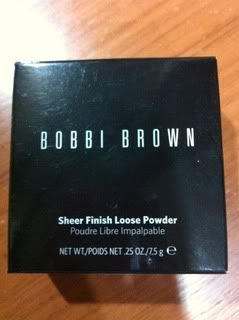 BOBBI BROWN
Sheer Finish Loose Powder
Poudre Libre Impalpable
NET WT./POIDS NET .25 OZ./7.5 g ℮